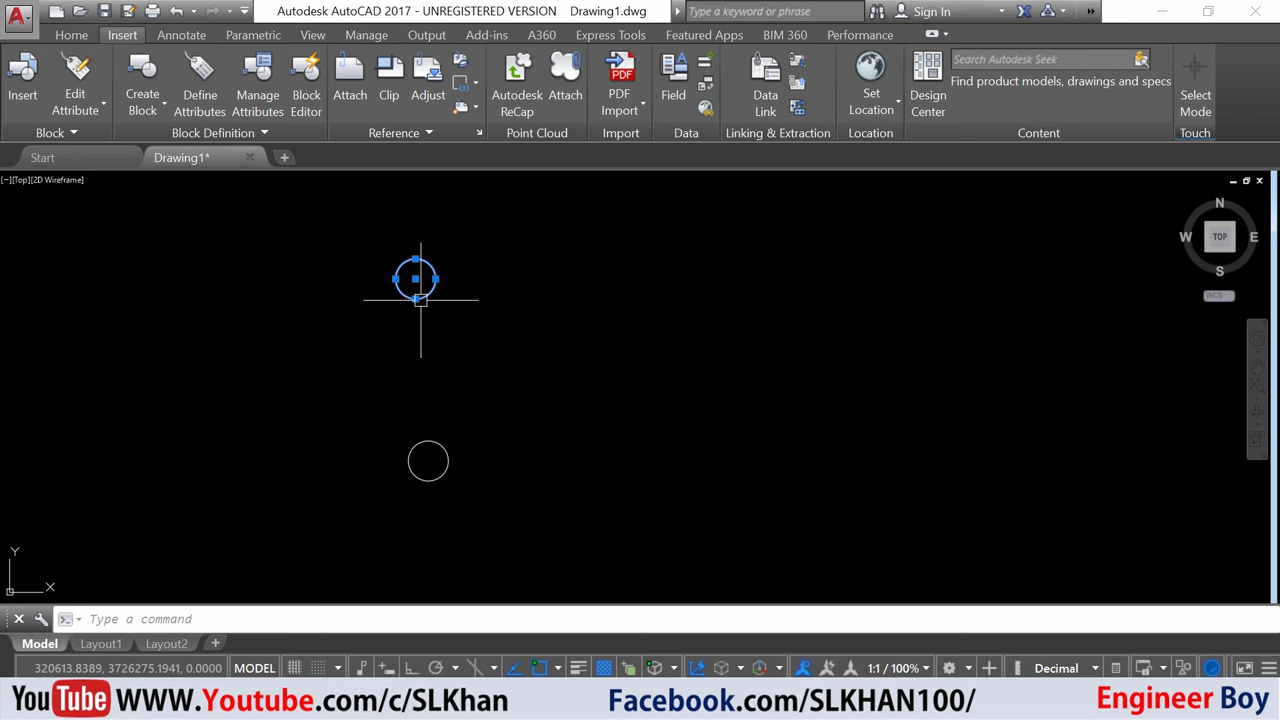 Autodesk AutoCAD 2017 - UNREGISTERED VERSION Drawing1.dwg
Type a keyword or phrase
Sign In
Home Insert Annotate Parametric View Manage Output Add-ins A360 Express Tools Featured Apps BIM 360 Performance
Insert
Edit Attribute
Create Block
Define Attributes
Manage Attributes
Block Editor
Attach
Clip
Adjust
Autodesk ReCap
Attach
PDF
PDF Import
Field
Data Link
Set Location
Design Center
Search Autodesk Seek
Find product models, drawings and specs
Select Mode
Block
Block Definition
Reference
Point Cloud
Import
Data
Linking & Extraction
Location
Content
Touch
Start
Drawing1*
[−][Top][2D Wireframe]
N
W
TOP
E
S
WCS
Y
X
Type a command
Model Layout1 Layout2
320613.8389, 3726275.1941, 0.0000 MODEL 1:1 / 100% Decimal
YouTube WWW.Youtube.com/c/SLKhan Facebook.com/SLKHAN100/ Engineer Boy